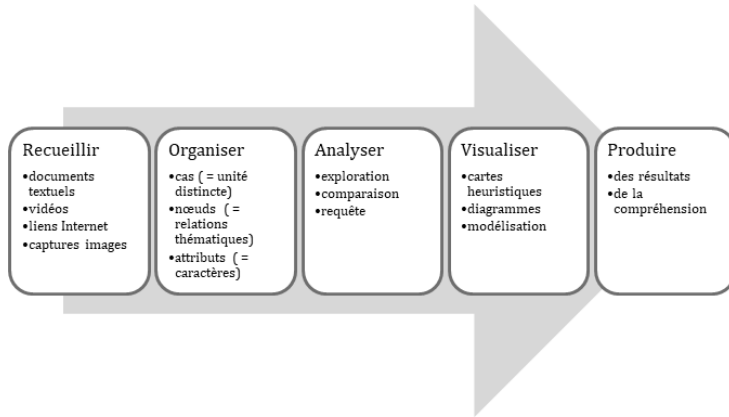 Recueillir
•documents
textuels
•vidéos
•liens Internet
•captures images
Organiser
•cas ( = unité
distincte)
•nœuds ( =
relations
thématiques)
•attributs ( =
caractères)
Analyser
•exploration
•comparaison
•requête
Visualiser
•cartes
heuristiques
•diagrammes
•modélisation
Produire
•des résultats
•de la
compréhension